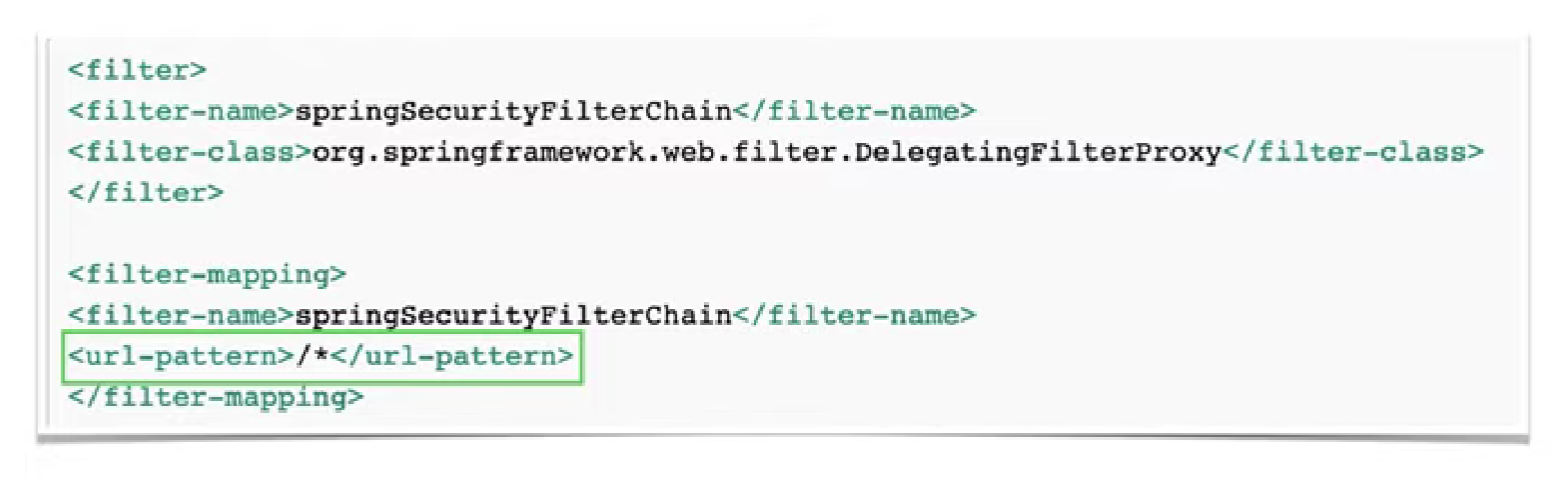 <filter>
<filter-name>springSecurityFilterChain</filter-name>
<filter-class>org.springframework.web.filter.DelegatingFilterProxy</filter-class>
</filter>
<filter-mapping>
<filter-name>springSecurityFilterChain</filter-name>
<url-pattern>/*</url-pattern>
</filter-mapping>